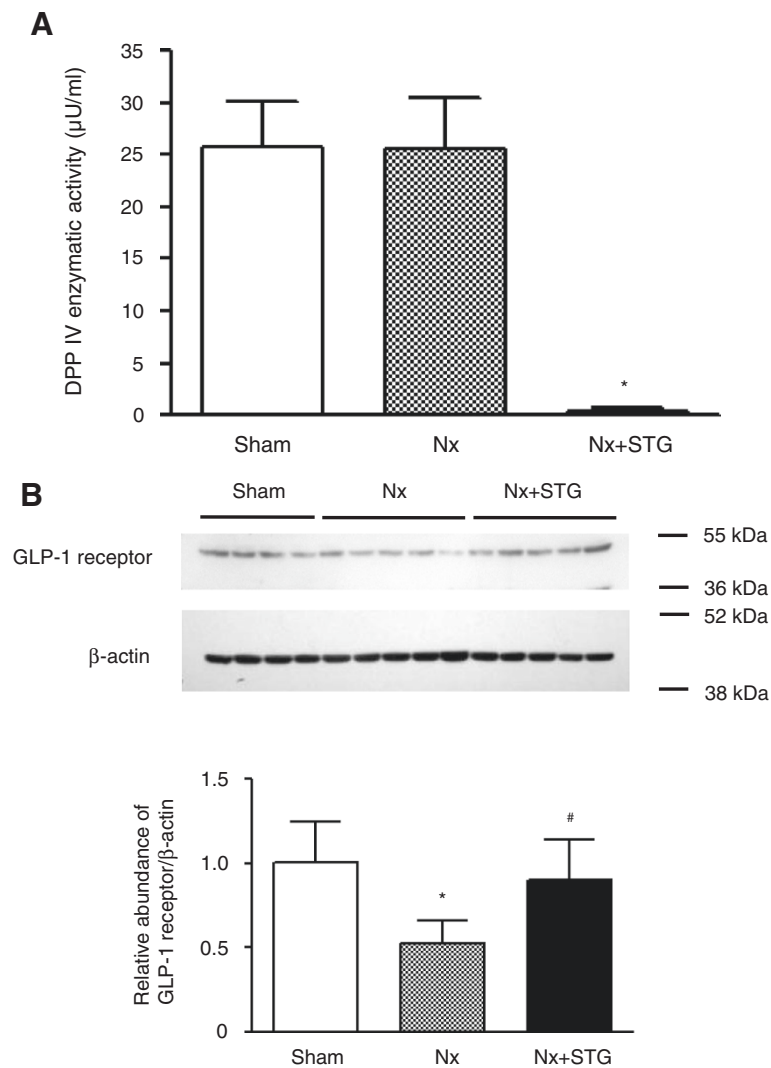 A
DPP IV enzymatic activity (μU/ml)
35
30
25
20
15
10
5
0
*
Sham Nx Nx+STG
B
Sham Nx Nx+STG
GLP-1 receptor
55 kDa
36 kDa
52 kDa
β-actin
38 kDa
Relative abundance of
GLP-1 receptor/β-actin
1.5
1.0
0.5
0
*
#
Sham Nx Nx+STG